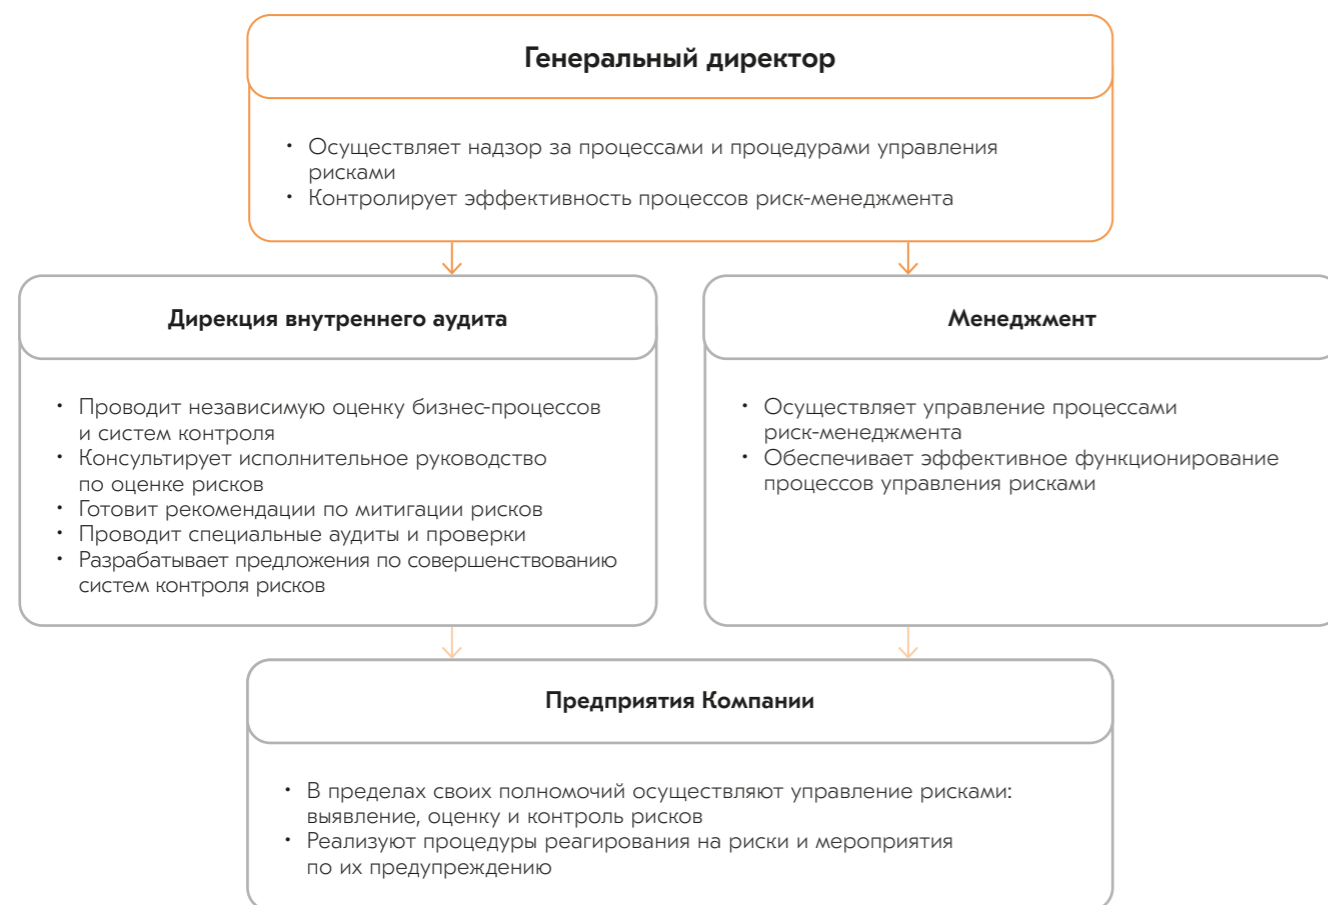 Генеральный директор
• Осуществляет надзор за процессами и процедурами управления
рисками
• Контролирует эффективность процессов риск-менеджмента
Дирекция внутреннего аудита
• Проводит независимую оценку бизнес-процессов
и систем контроля
• Консультирует исполнительное руководство
по оценке рисков
• Готовит рекомендации по митигации рисков
• Проводит специальные аудиты и проверки
• Разрабатывает предложения по совершенствованию
систем контроля рисков
Менеджмент
• Осуществляет управление процессами
риск-менеджмента
• Обеспечивает эффективное функционирование
процессов управления рисками
Предприятия Компании
• В пределах своих полномочий осуществляют управление рисками:
выявление, оценку и контроль рисков
• Реализуют процедуры реагирования на риски и мероприятия
по их предупреждению